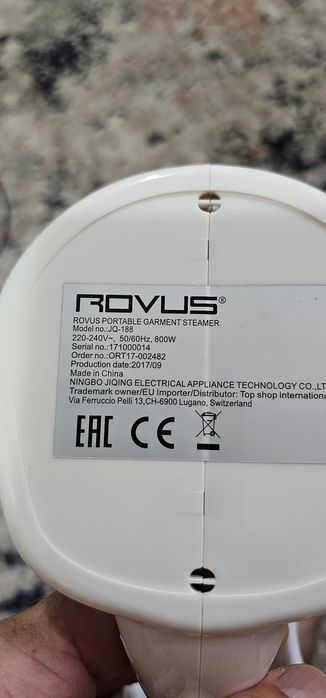 ROVUS®
ROVUS PORTABLE GARMENT STEAMER
Model no.:JQ-188
220-240V~, 50/60Hz, 800W
Serial no.:171000014
Order no.:ORT17-002482
Production date:2017/09
Made in China
NINGBO JIQING ELECTRICAL APPLIANCE TECHNOLOGY CO.,LT
Trademark owner/EU Importer/Distributor: Top shop internationa
Via Ferruccio Pelli 13,CH-6900 Lugano, Switzerland
EAC CE